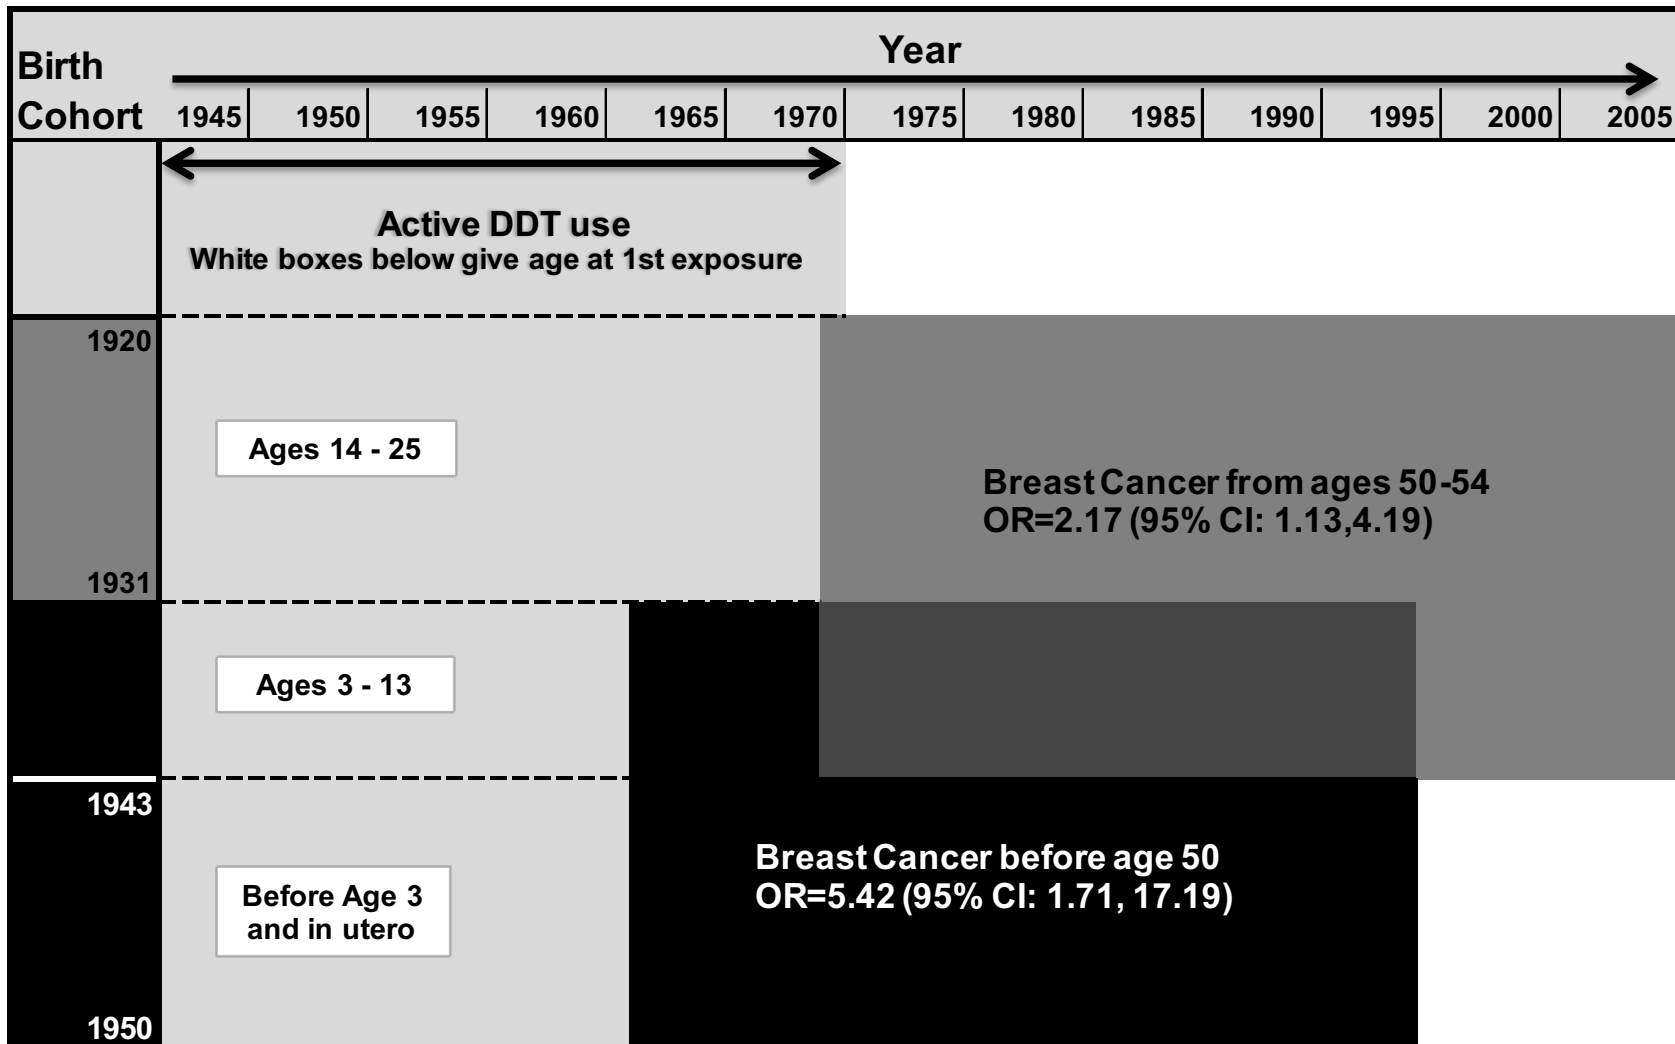 Year
Birth
Cohort
1945 1950 1955 1960 1965 1970 1975 1980 1985 1990 1995 2000 2005
Active DDT use
White boxes below give age at 1st exposure
1920
Ages 14 - 25
Breast Cancer from ages 50-54
OR=2.17 (95% CI: 1.13,4.19)
1931
Ages 3 - 13
1943
Breast Cancer before age 50
OR=5.42 (95% CI: 1.71, 17.19)
Before Age 3
and in utero
1950